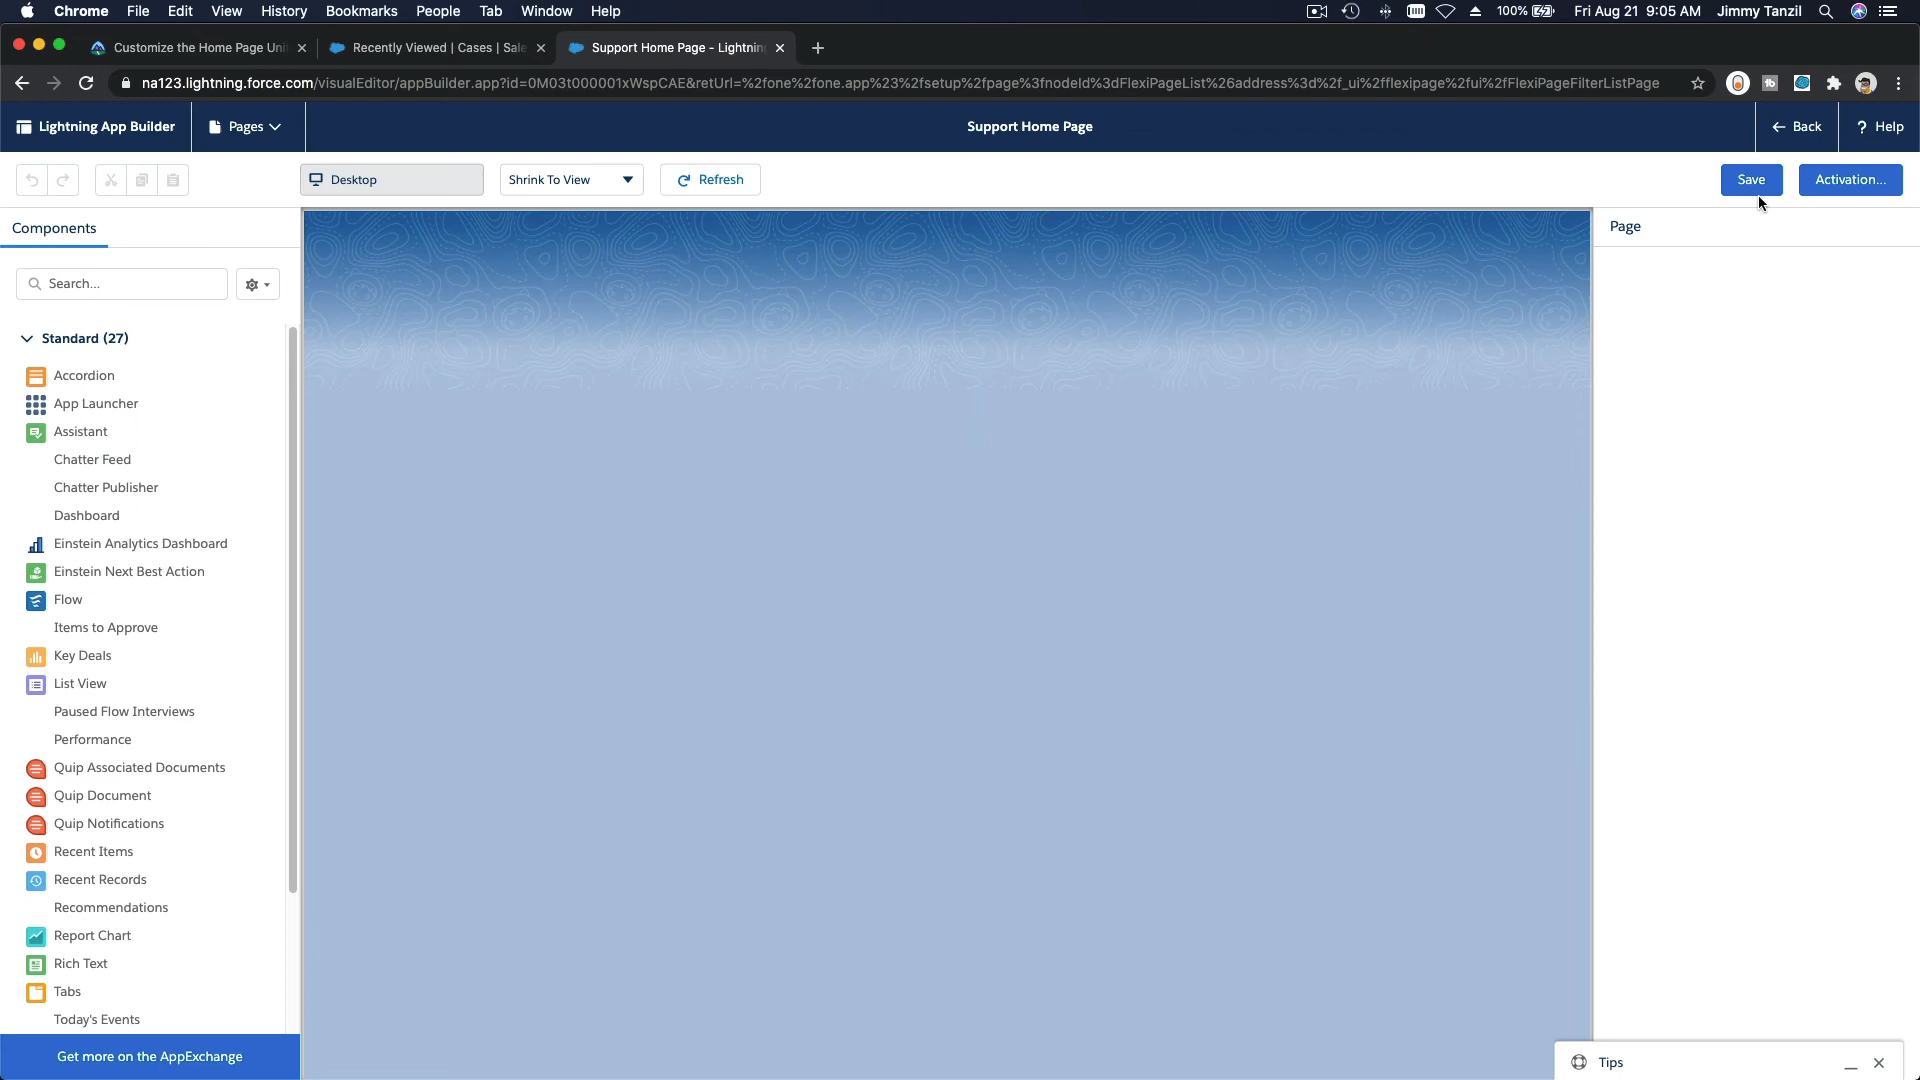 Chrome File Edit View History Bookmarks People Tab Window Help 100% Fri Aug 21 9:05 AM Jimmy Tanzil
Customize the Home Page Uni Recently Viewed | Cases | Sale Support Home Page - Lightning
na123.lightning.force.com/visualEditor/appBuilder.app?id=0M03t000001xWspCAE&retUrl=%2fone%2fone.app%23%2fsetup%2fpage%3fnodeId%3dFlexiPageList%26address%3d%2f_ui%2fflexipage%2fui%2fFlexiPageFilterListPage
Lightning App Builder Pages Support Home Page Back ? Help
Desktop Shrink To View Refresh Save Activation...
Components
Page
Search...
Standard (27)
Accordion
App Launcher
Assistant
Chatter Feed
Chatter Publisher
Dashboard
Einstein Analytics Dashboard
Einstein Next Best Action
Flow
Items to Approve
Key Deals
List View
Paused Flow Interviews
Performance
Quip Associated Documents
Quip Document
Quip Notifications
Recent Items
Recent Records
Recommendations
Report Chart
Rich Text
Tabs
Today's Events
Get more on the AppExchange
Tips